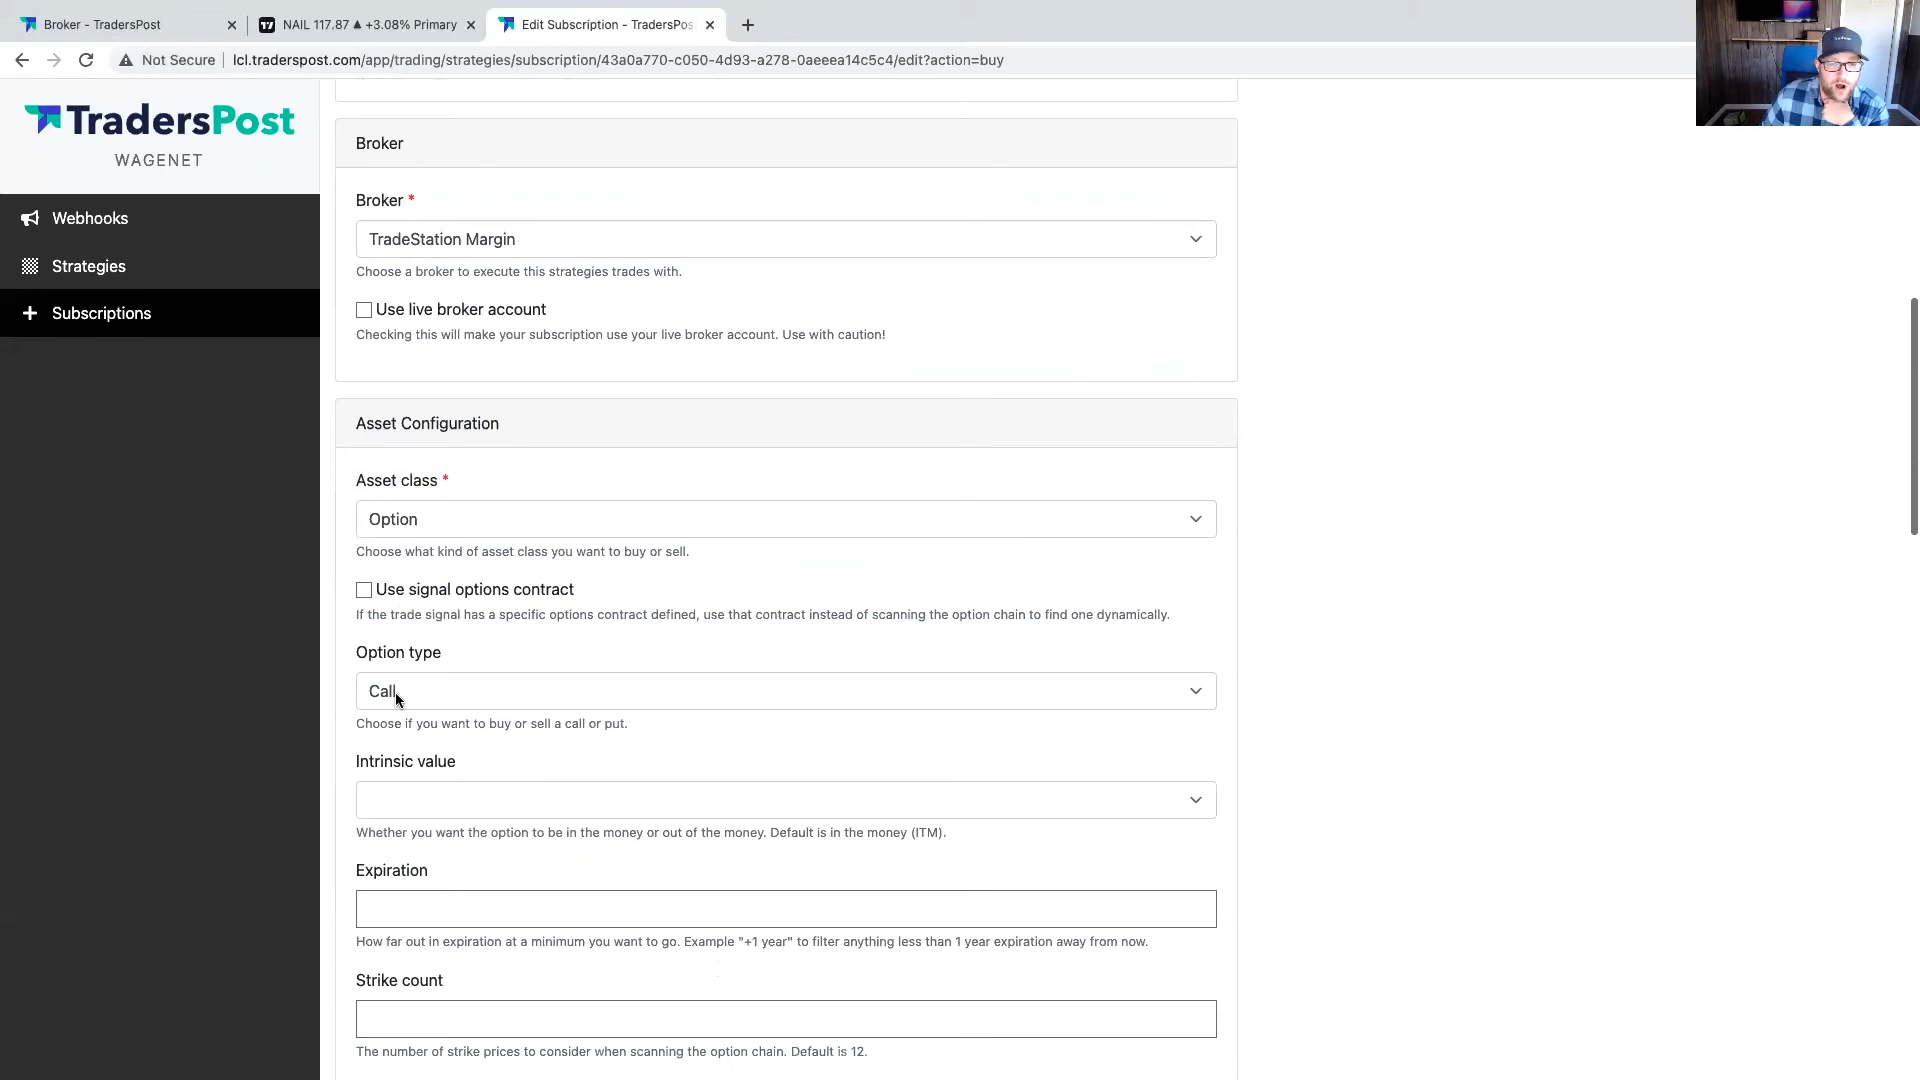 Broker - TradersPost
NAIL 117.87 ▲ +3.08% Primary
Edit Subscription - TradersPos
Not Secure
lcl.traderspost.com/app/trading/strategies/subscription/43a0a770-c050-4d93-a278-0aeeea14c5c4/edit?action=buy
TradersPost
WAGENET
Webhooks
Strategies
Subscriptions
Broker
Broker *
TradeStation Margin
Choose a broker to execute this strategies trades with.
Use live broker account
Checking this will make your subscription use your live broker account. Use with caution!
Asset Configuration
Asset class *
Option
Choose what kind of asset class you want to buy or sell.
Use signal options contract
If the trade signal has a specific options contract defined, use that contract instead of scanning the option chain to find one dynamically.
Option type
Call
Choose if you want to buy or sell a call or put.
Intrinsic value
Whether you want the option to be in the money or out of the money. Default is in the money (ITM).
Expiration
How far out in expiration at a minimum you want to go. Example "+1 year" to filter anything less than 1 year expiration away from now.
Strike count
The number of strike prices to consider when scanning the option chain. Default is 12.